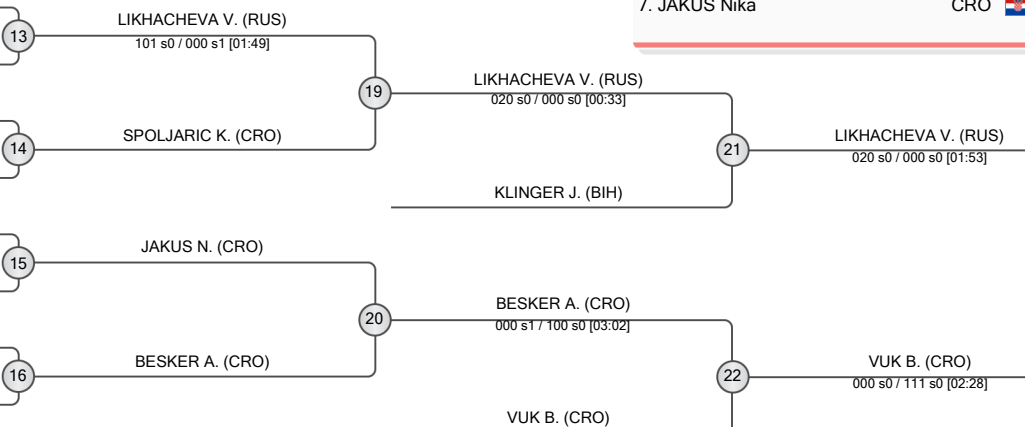 7. JAKUS Nika CRO
LIKHACHEVA V. (RUS)
13
101 s0 / 000 s1 [01:49]
LIKHACHEVA V. (RUS)
19
020 s0 / 000 s0 [00:33]
SPOLJARIC K. (CRO)
14
LIKHACHEVA V. (RUS)
21
020 s0 / 000 s0 [01:53]
KLINGER J. (BIH)
JAKUS N. (CRO)
15
BESKER A. (CRO)
20
000 s1 / 100 s0 [03:02]
BESKER A. (CRO)
16
VUK B. (CRO)
22
000 s0 / 111 s0 [02:28]
VUK B. (CRO)